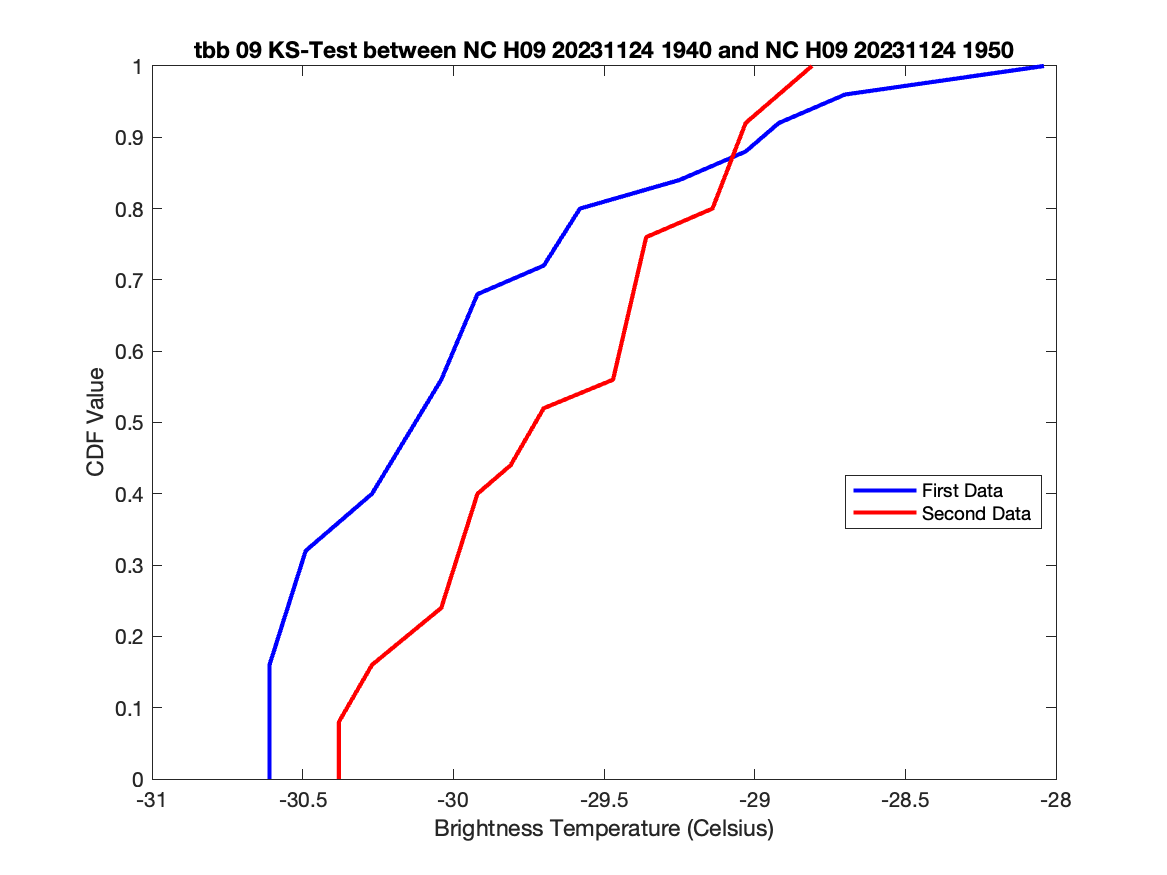 tbb 09 KS-Test between NC H09 20231124 1940 and NC H09 20231124 1950
1
0.9
0.8
0.7
0.6
0.5
0.4
0.3
0.2
0.1
0
CDF Value
First Data
Second Data
-31 -30.5 -30 -29.5 -29 -28.5 -28
Brightness Temperature (Celsius)